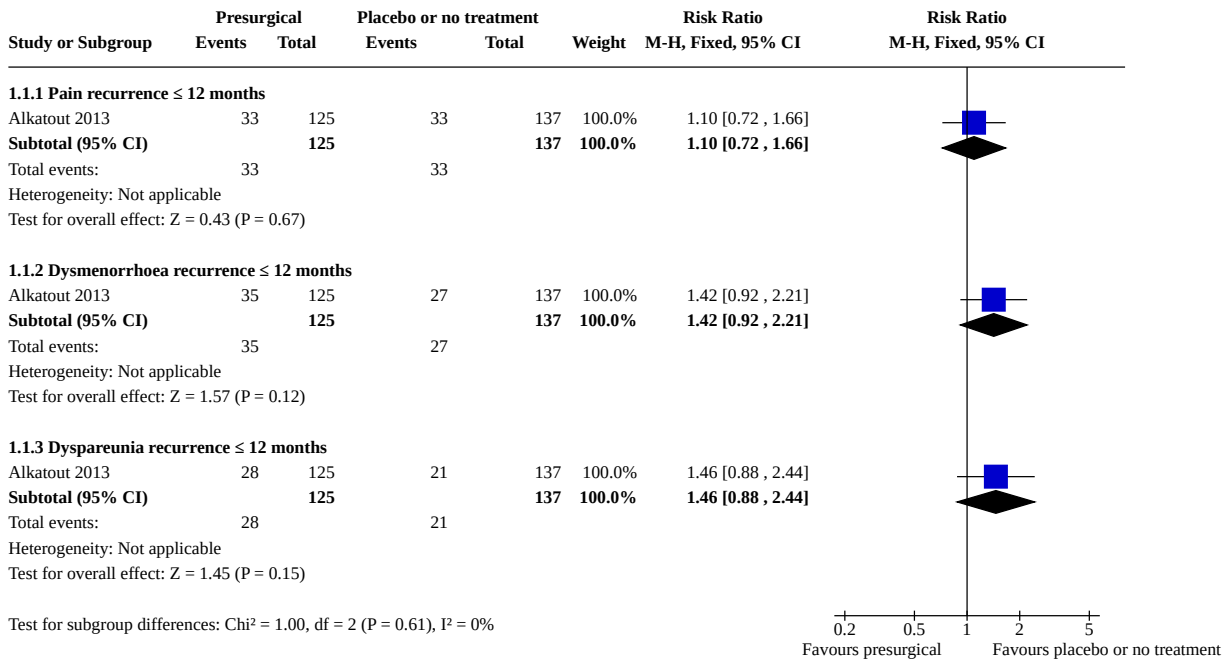 Presurgical Placebo or no treatment Risk Ratio Risk Ratio
Study or Subgroup Events Total Events Total Weight M-H, Fixed, 95% CI M-H, Fixed, 95% CI
1.1.1 Pain recurrence ≤ 12 months
Alkatout 2013 33 125 33 137 100.0% 1.10 [0.72 , 1.66]
Subtotal (95% CI) 125 137 100.0% 1.10 [0.72 , 1.66]
Total events: 33 33
Heterogeneity: Not applicable
Test for overall effect: Z = 0.43 (P = 0.67)
1.1.2 Dysmenorrhoea recurrence ≤ 12 months
Alkatout 2013 35 125 27 137 100.0% 1.42 [0.92 , 2.21]
Subtotal (95% CI) 125 137 100.0% 1.42 [0.92 , 2.21]
Total events: 35 27
Heterogeneity: Not applicable
Test for overall effect: Z = 1.57 (P = 0.12)
1.1.3 Dyspareunia recurrence ≤ 12 months
Alkatout 2013 28 125 21 137 100.0% 1.46 [0.88 , 2.44]
Subtotal (95% CI) 125 137 100.0% 1.46 [0.88 , 2.44]
Total events: 28 21
Heterogeneity: Not applicable
Test for overall effect: Z = 1.45 (P = 0.15)
Test for subgroup differences: Chi² = 1.00, df = 2 (P = 0.61), I² = 0%
0.2 0.5 1 2 5
Favours presurgical Favours placebo or no treatment